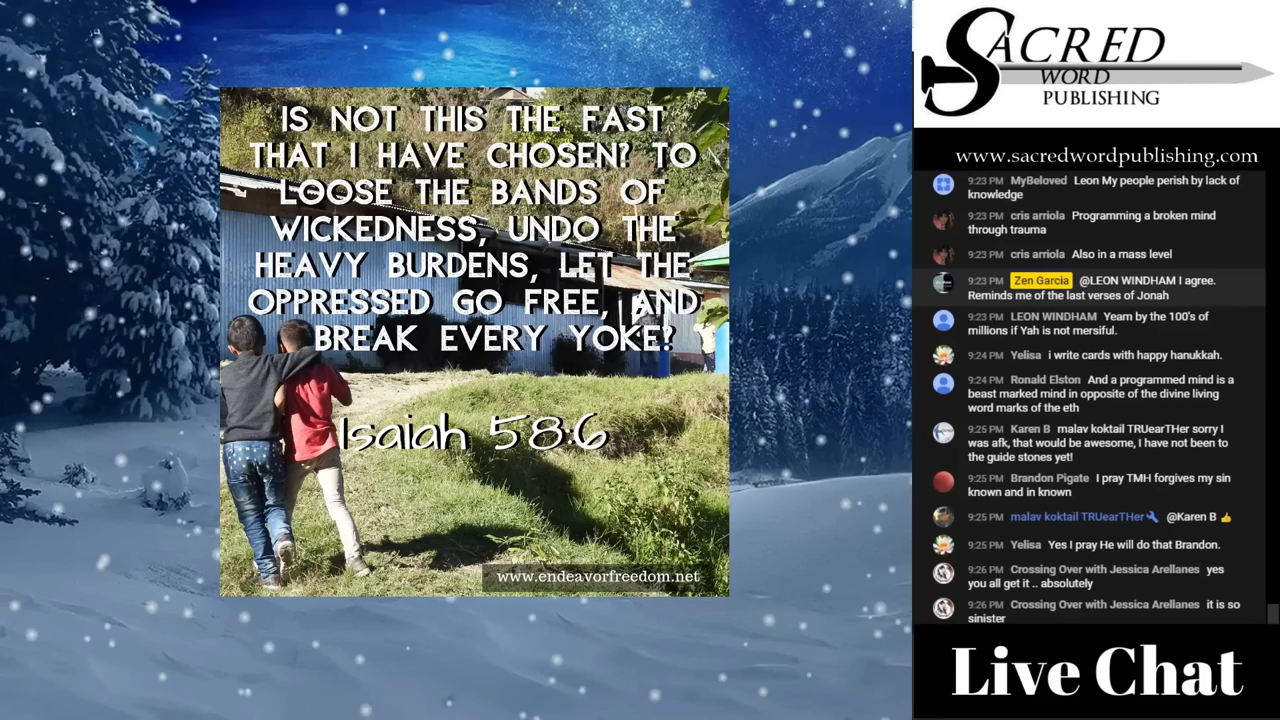 IS NOT THIS THE FAST
THAT I HAVE CHOSEN? TO
LOOSE THE BANDS OF
WICKEDNESS, UNDO THE
HEAVY BURDENS, LET THE
OPPRESSED GO FREE, AND
BREAK EVERY YOKE?
Isaiah 58:6
www.endeavorfreedom.net
SACRED
WORD
PUBLISHING
www.sacredwordpublishing.com
9:23 PM MyBeloved Leon My people perish by lack of
knowledge
9:23 PM cris arriola Programming a broken mind
through trauma
9:23 PM cris arriola Also in a mass level
9:23 PM Zen Garcia @LEON WINDHAM I agree.
Reminds me of the last verses of Jonah
9:23 PM LEON WINDHAM Yeam by the 100's of
millions if Yah is not mersiful.
9:24 PM Yelisa i write cards with happy hanukkah.
9:24 PM Ronald Elston And a programmed mind is a
beast marked mind in opposite of the divine living
word marks of the eth
9:25 PM Karen B malav koktail TRUearTHer sorry I
was afk, that would be awesome, I have not been to
the guide stones yet!
9:25 PM Brandon Pigate I pray TMH forgives my sin
known and in known
9:25 PM malav koktail TRUearTHer @Karen B 👍
9:25 PM Yelisa Yes I pray He will do that Brandon.
9:26 PM Crossing Over with Jessica Arellanes yes
you all get it .. absolutely
9:26 PM Crossing Over with Jessica Arellanes it is so
sinister
Live Chat